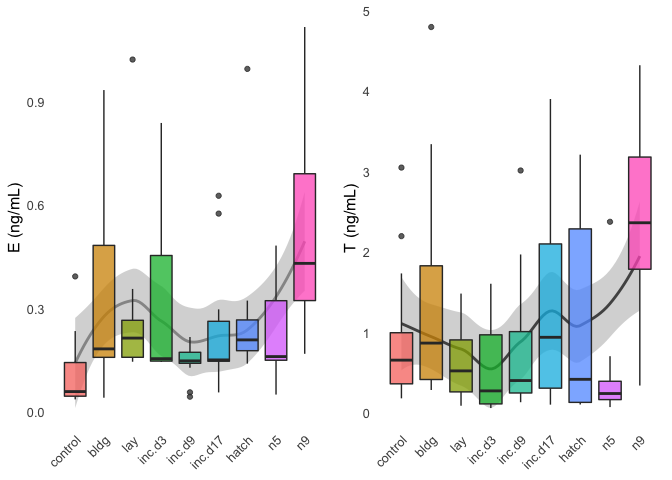 E (ng/mL)
0.9
0.6
0.3
0.0
control
bldg
lay
inc.d3
inc.d9
inc.d17
hatch
n5
n9
T (ng/mL)
5
4
3
2
1
0
control
bldg
lay
inc.d3
inc.d9
inc.d17
hatch
n5
n9